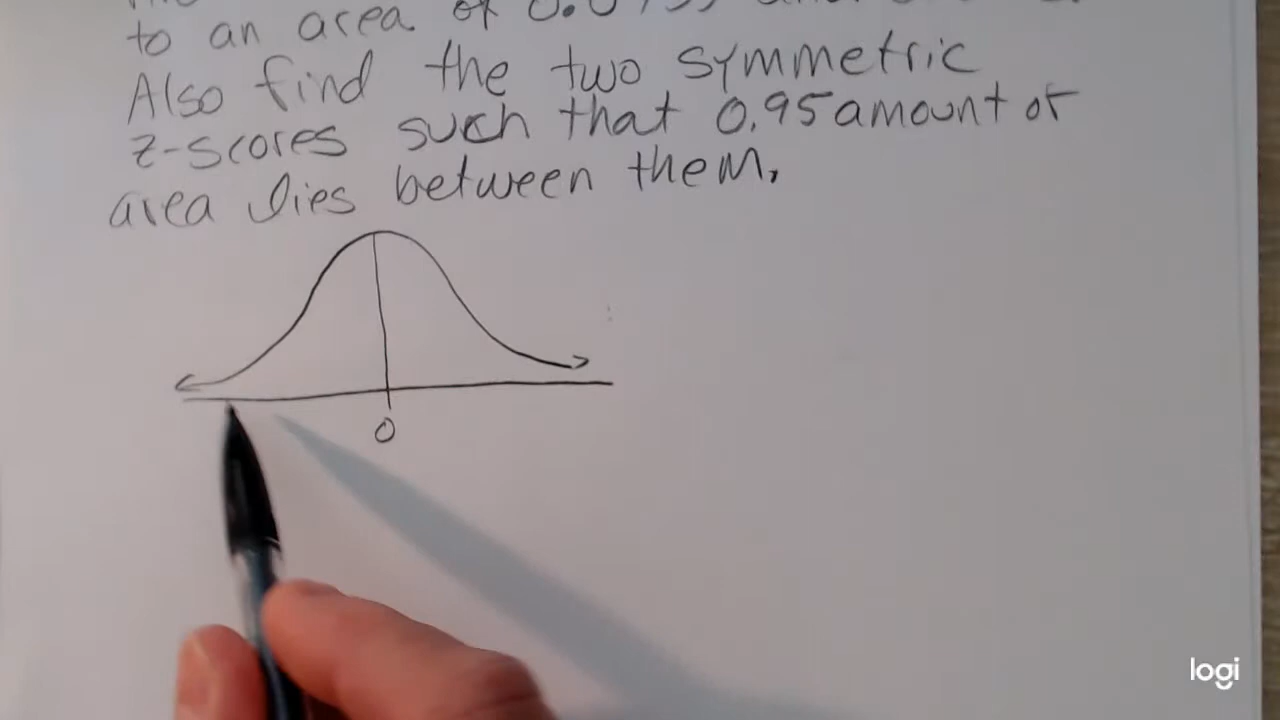 to an area of
Also find the two symmetric
z-scores such that 0.95 amount of
area lies between them.
0
logi